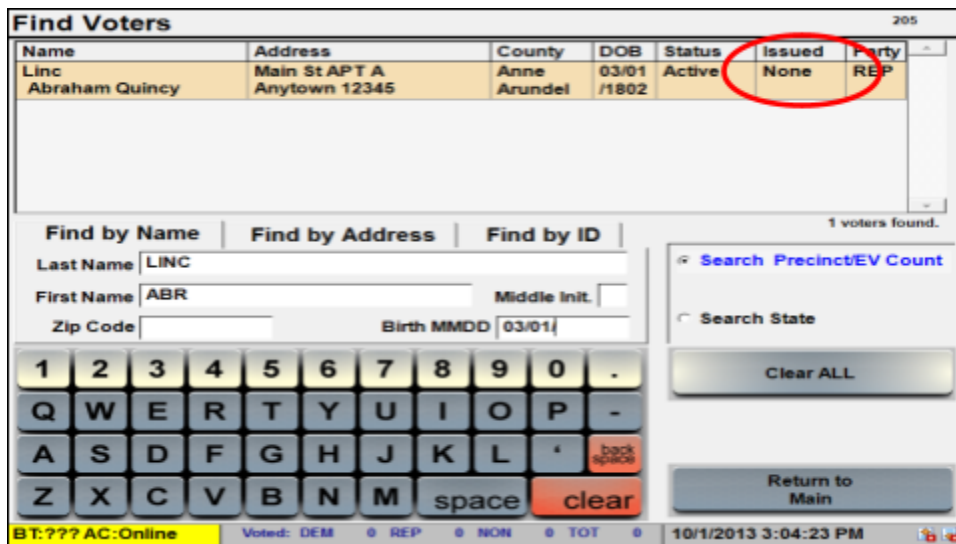 Find Voters 205
Name Address County DOB Status Issued Party
Linc Main St APT A Anne 03/01 Active None REP
Abraham Quincy Anytown 12345 Arundel /1802
1 voters found.
Find by Name Find by Address Find by ID
Last Name LINC
Search Precinct/EV Count
First Name ABR Middle Init.
Search State
Zip Code Birth MMDD 03/01/
1 2 3 4 5 6 7 8 9 0 .
Clear ALL
Q W E R T Y U I O P -
A S D F G H J K L ' back
space
Z X C V B N M space clear
Return to
Main
BT:??? AC:Online Voted: DEM 0 REP 0 NON 0 TOT 0 10/1/2013 3:04:23 PM